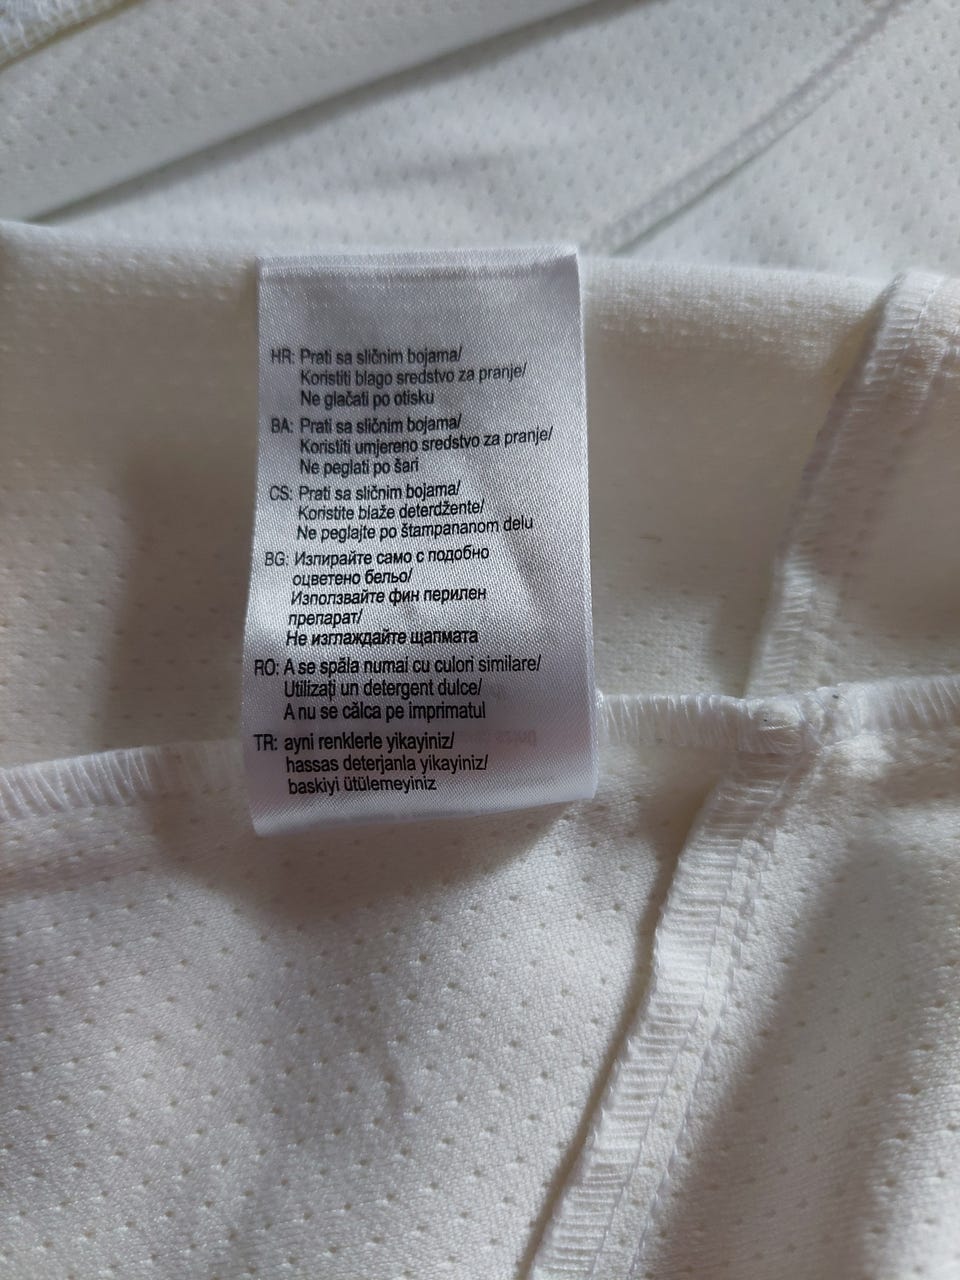 HR: Prati sa sličnim bojama/
Koristiti blago sredstvo za pranje/
Ne glačati po otisku
BA: Prati sa sličnim bojama/
Koristiti umjereno sredstvo za pranje/
Ne peglati po šari
CS: Prati sa sličnim bojama/
Koristite blaže deterdžente/
Ne peglajte po štampananom delu
BG: Изпирайте само с подобно
оцветено бельо/
Използвайте фин перилен
препарат/
Не изглаждайте щапмата
RO: A se spăla numai cu culori similare/
Utilizați un detergent dulce/
A nu se călca pe imprimatul
TR: ayni renklerle yikayiniz/
hassas deterjanla yikayiniz/
baskiyi ütülemeyiniz